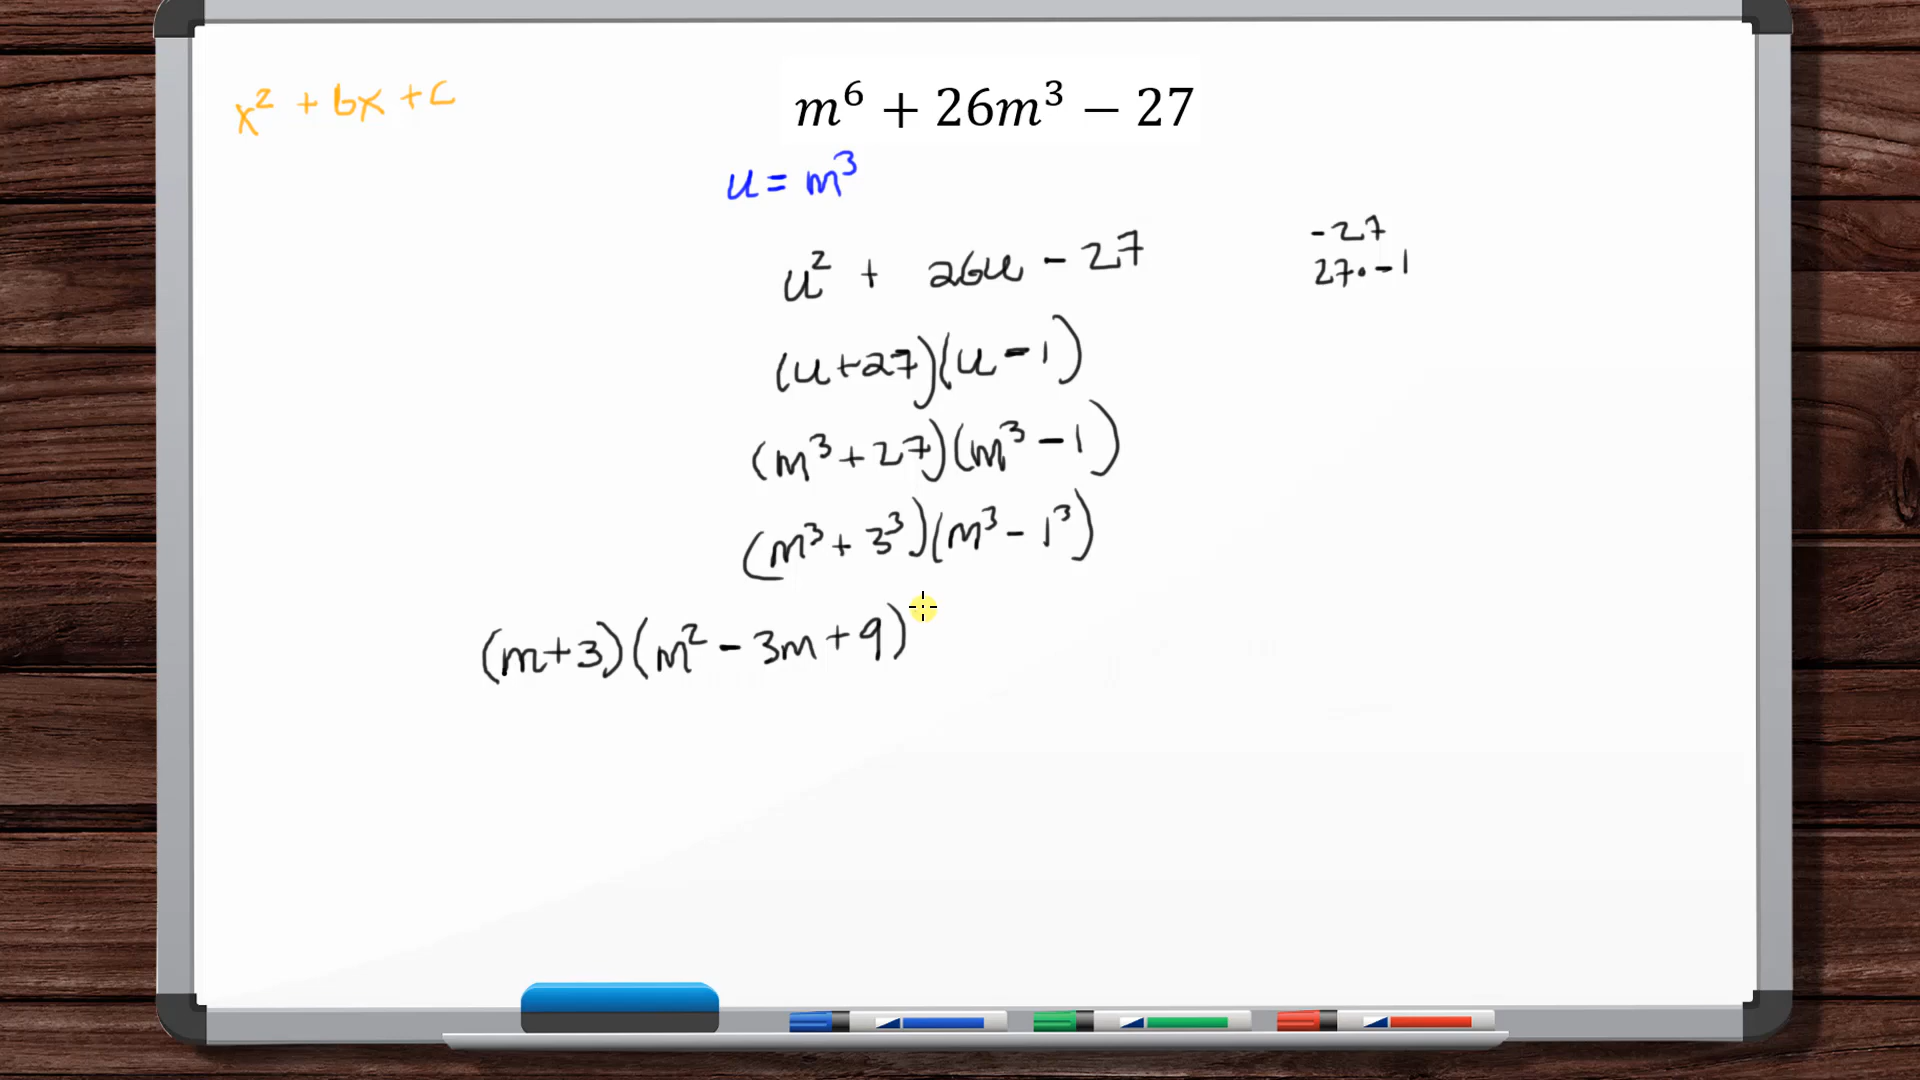 x² + bx + c
m⁶ + 26m³ − 27
u = m³
u² + 26u - 27
-27
27• -1
(u+27)(u-1)
(m³+27)(m³-1)
(m³+3³)(m³-1³)
(m+3)(m²-3m+9)